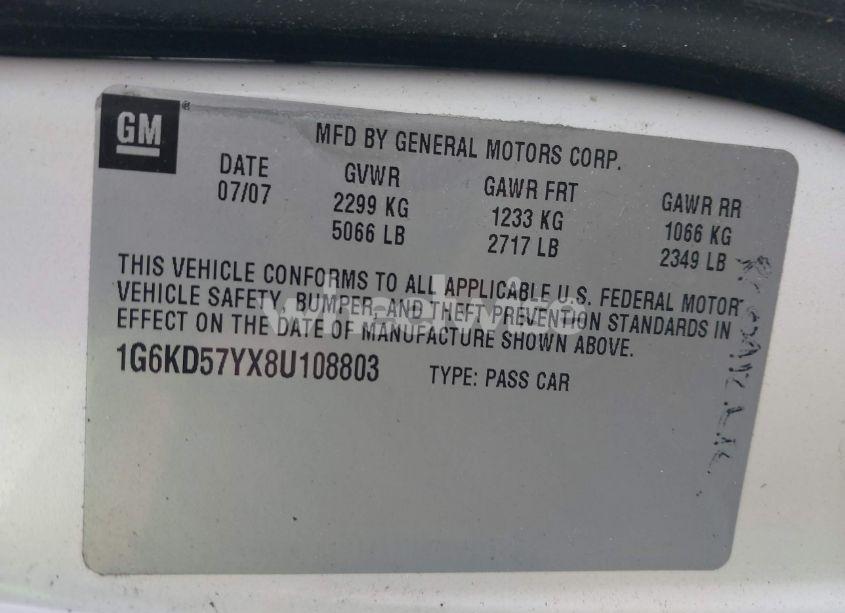 GM ®
MFD BY GENERAL MOTORS CORP.
DATE GVWR GAWR FRT GAWR RR
07/07 2299 KG 1233 KG 1066 KG
5066 LB 2717 LB 2349 LB
THIS VEHICLE CONFORMS TO ALL APPLICABLE U.S. FEDERAL MOTOR
VEHICLE SAFETY, BUMPER, AND THEFT PREVENTION STANDARDS IN
EFFECT ON THE DATE OF MANUFACTURE SHOWN ABOVE.
1G6KD57YX8U108803 TYPE: PASS CAR